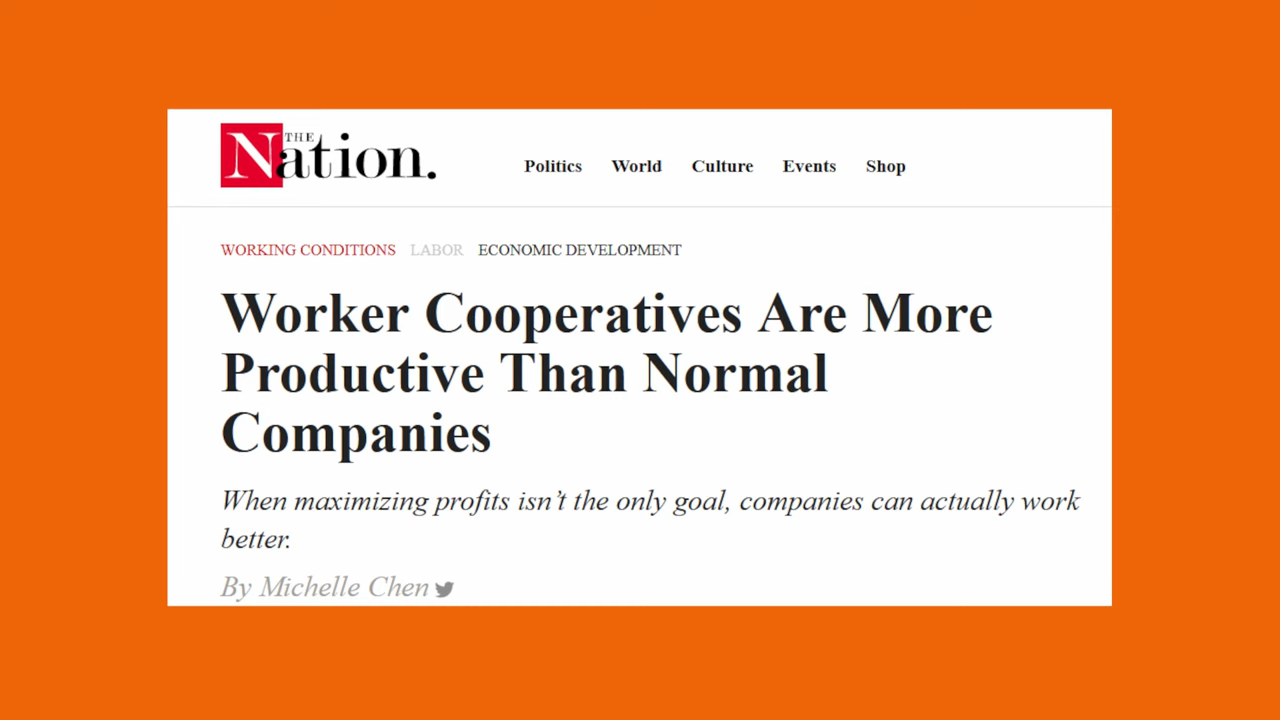 THE Nation.
Politics World Culture Events Shop
WORKING CONDITIONS LABOR ECONOMIC DEVELOPMENT
Worker Cooperatives Are More
Productive Than Normal
Companies
When maximizing profits isn't the only goal, companies can actually work
better.
By Michelle Chen